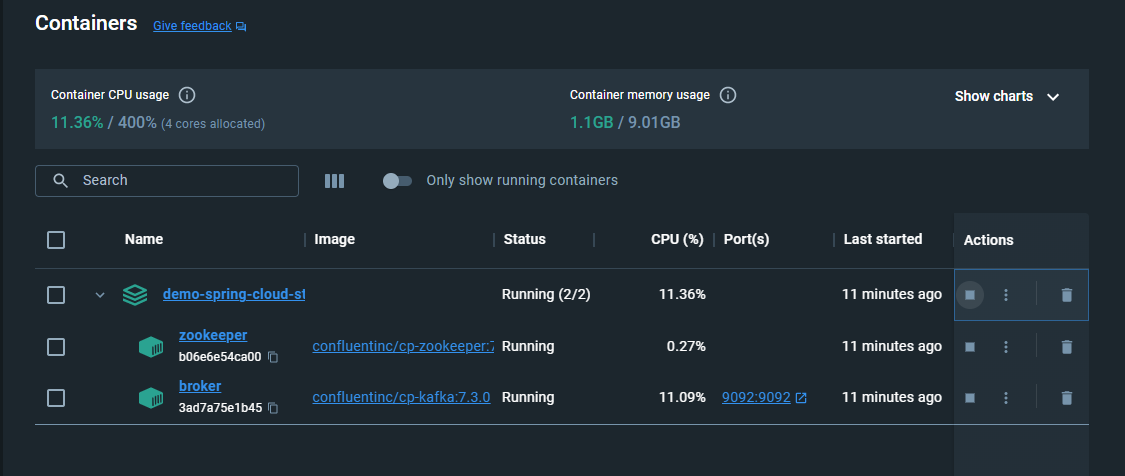 Containers Give feedback
Container CPU usage
11.36% / 400% (4 cores allocated)
Container memory usage
1.1GB / 9.01GB
Show charts
Search
Only show running containers
Name Image Status CPU (%) Port(s) Last started Actions
demo-spring-cloud-st Running (2/2) 11.36% 11 minutes ago
zookeeper
b06e6e54ca00
confluentinc/cp-zookeeper:7 Running 0.27% 11 minutes ago
broker
3ad7a75e1b45
confluentinc/cp-kafka:7.3.0 Running 11.09% 9092:9092 11 minutes ago